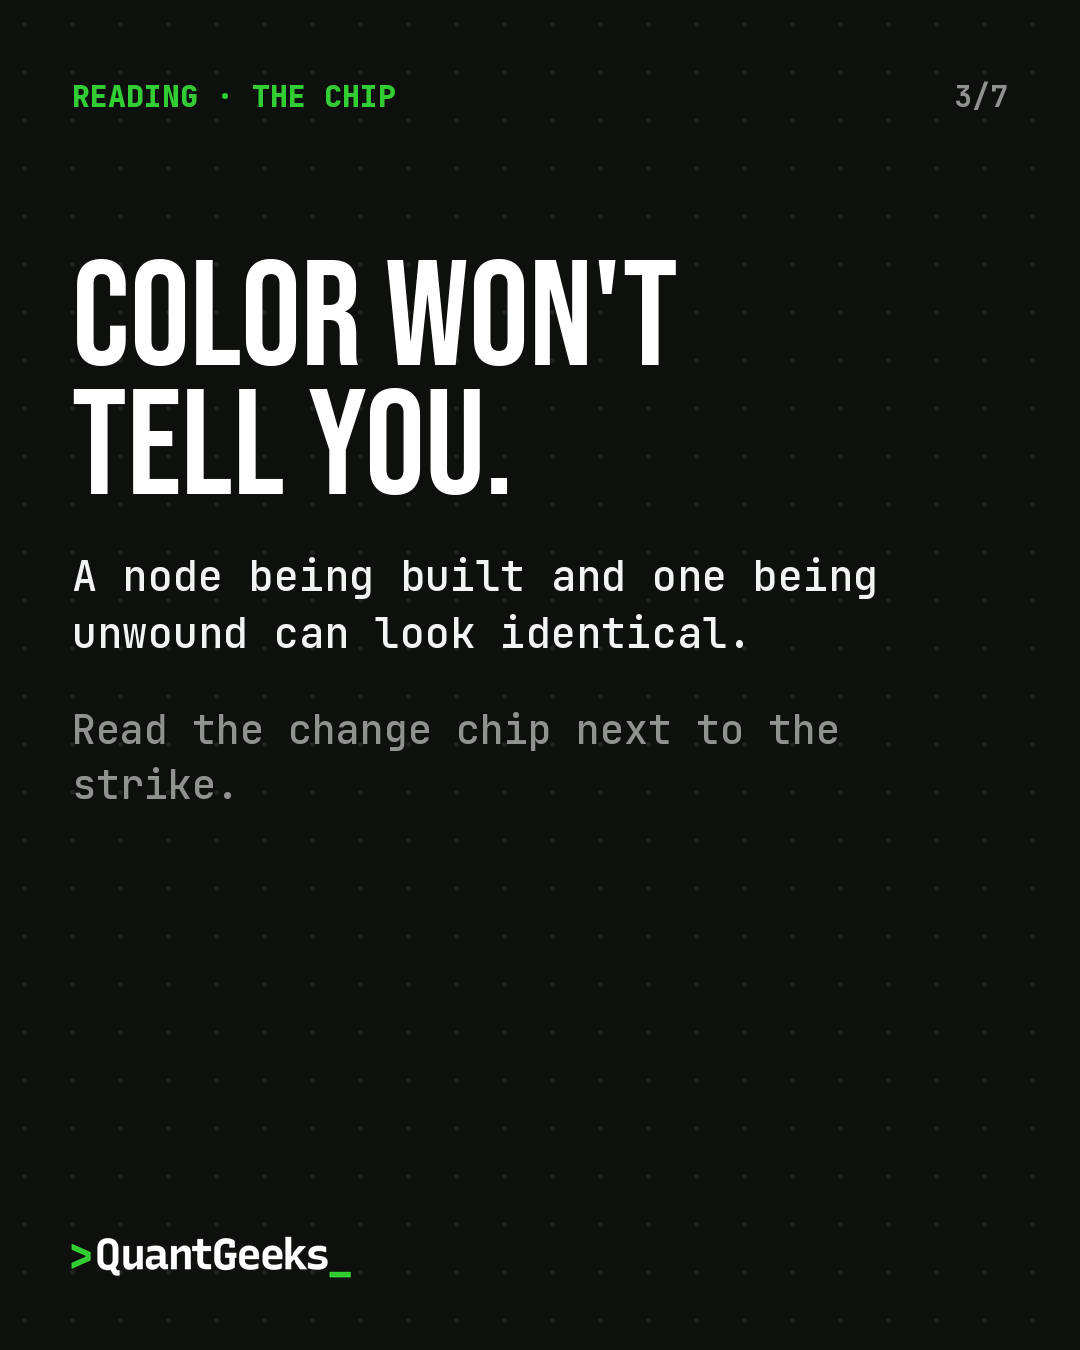 READING · THE CHIP
3/7
COLOR WON'T
TELL YOU.
A node being built and one being
unwound can look identical.
Read the change chip next to the
strike.
>QuantGeeks_